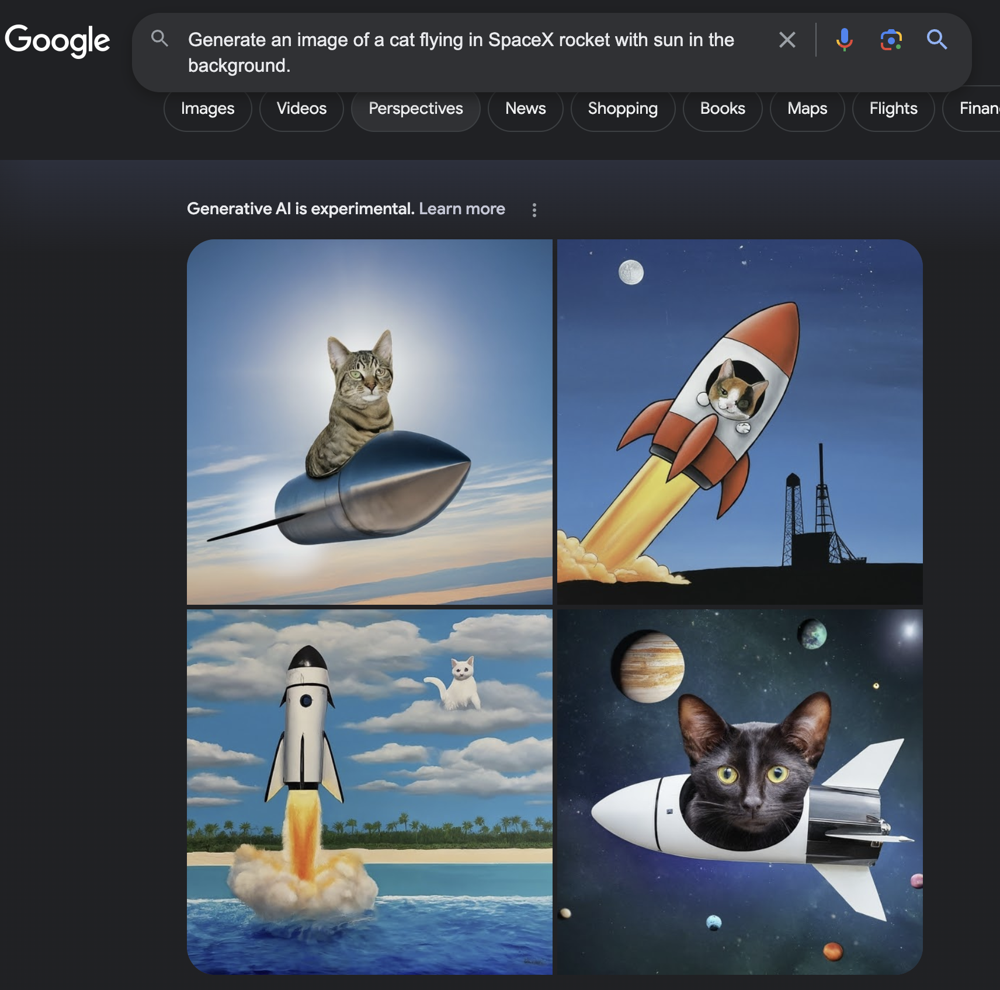 Google
Generate an image of a cat flying in SpaceX rocket with sun in the
background.
Images Videos Perspectives News Shopping Books Maps Flights Finan
Generative AI is experimental. Learn more